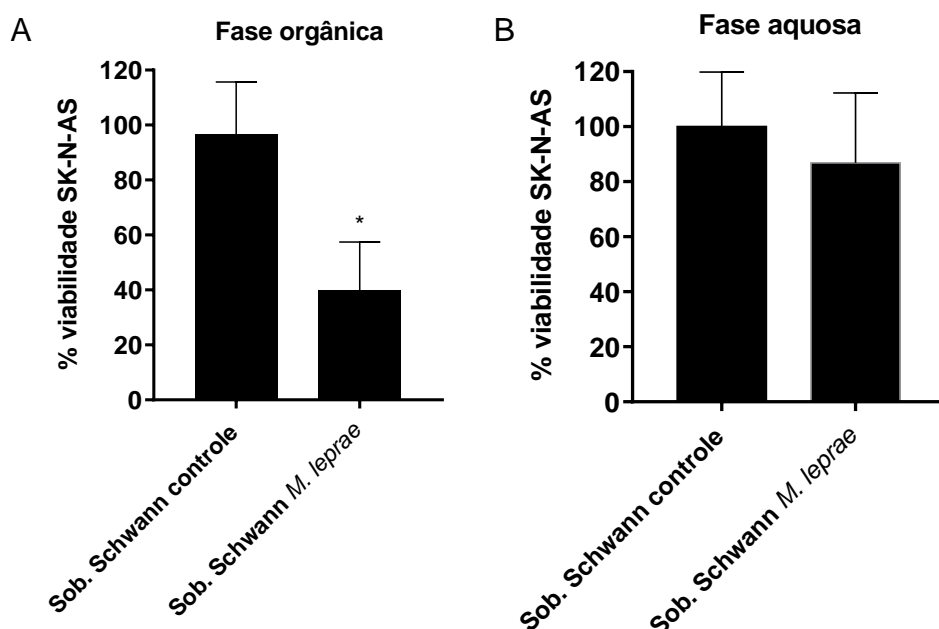 A
Fase orgânica
% viabilidade SK-N-AS
120
100
80
60
40
20
0
*
Sob. Schwann controle
Sob. Schwann M. leprae
B
Fase aquosa
% viabilidade SK-N-AS
120
100
80
60
40
20
0
Sob. Schwann controle
Sob. Schwann M. leprae